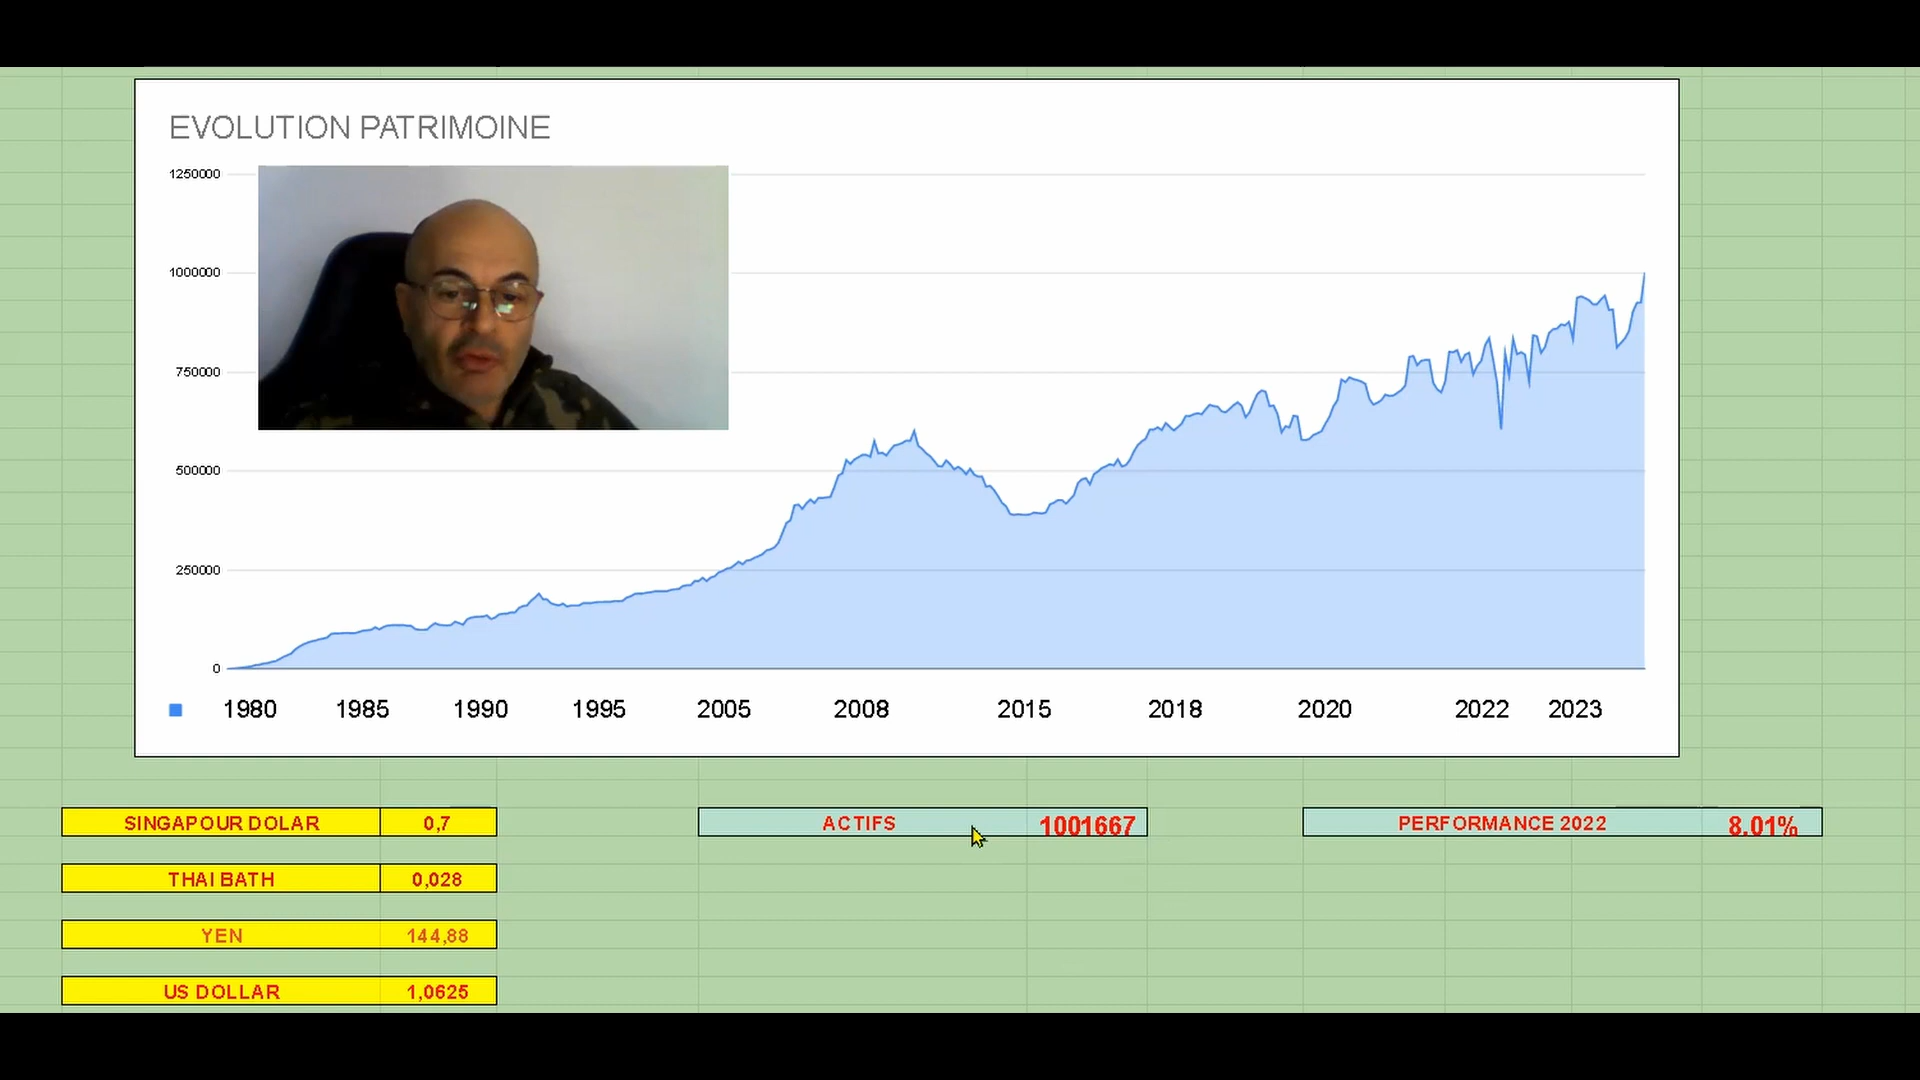 EVOLUTION PATRIMOINE
1250000
1000000
750000
500000
250000
0
1980 1985 1990 1995 2005 2008 2015 2018 2020 2022 2023
SINGAPOUR DOLAR 0,7
ACTIFS 1001667
PERFORMANCE 2022 8.01%
THAI BATH 0,028
YEN 144,88
US DOLLAR 1,0625